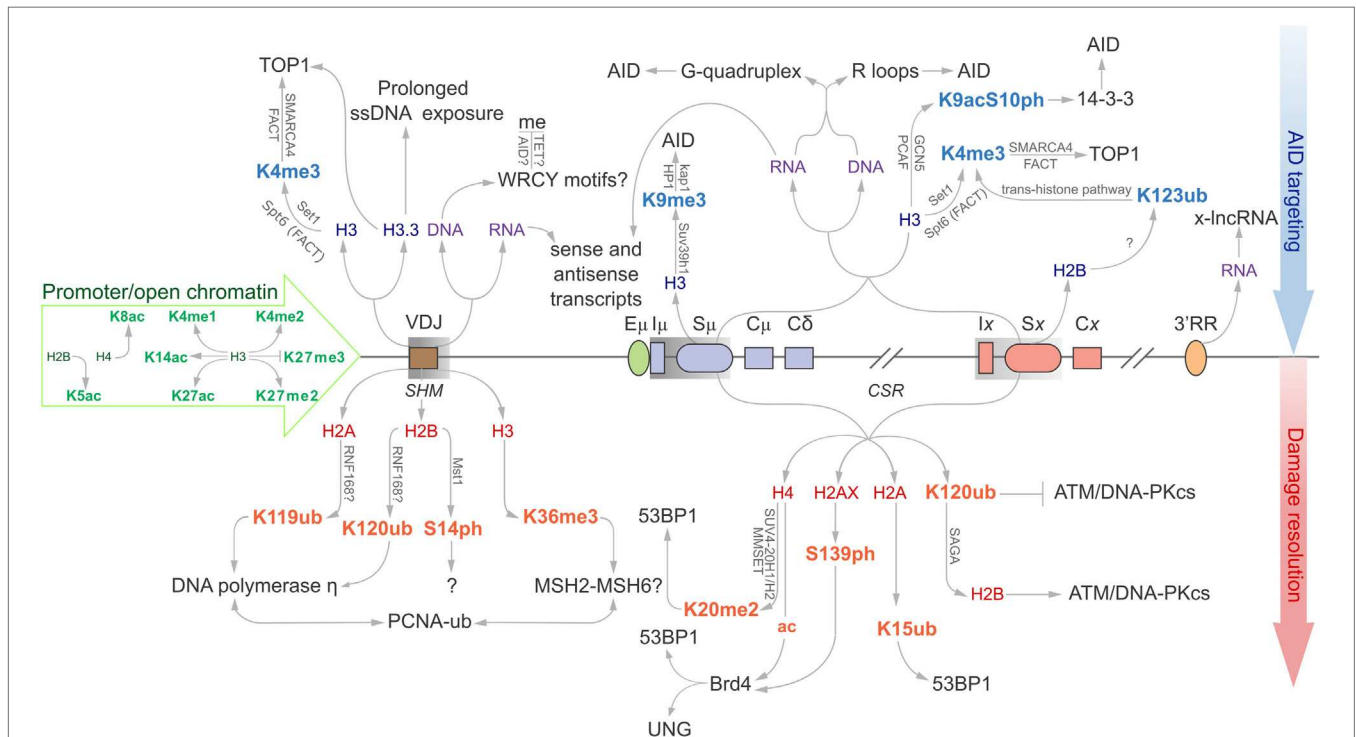 AID
AID
G-quadruplex
R loops
AID
TOP1
Prolonged
ssDNA exposure
K9acS10ph
14-3-3
SMARCA4
FACT
me
AID?
TET?
AID
GCN5
PCAF
K4me3
SMARCA4
FACT
TOP1
K4me3
WRCY motifs?
kap1
HP1
K9me3
RNA
DNA
trans-histone pathway
K123ub
Set1
Spt6 (FACT)
H3
H3.3
DNA
RNA
sense and
antisense
transcripts
Suv39h1
H3
H3
Set1
Spt6 (FACT)
?
H2B
x-lncRNA
RNA
AID targeting
Promoter/open chromatin
K8ac
K4me1
K4me2
H2B
H4
K14ac
H3
K27me3
K5ac
K27ac
K27me2
VDJ
SHM
Eμ
Iμ
Sμ
Cμ
Cδ
CSR
Ix
Sx
Cx
3'RR
H2A
H2B
H3
RNF168?
RNF168?
Mst1
K119ub
K120ub
S14ph
K36me3
DNA polymerase η
?
MSH2-MSH6?
PCNA-ub
H4
H2AX
H2A
K120ub
ATM/DNA-PKcs
53BP1
SUV4-20H1/H2
MMSET
S139ph
SAGA
K20me2
ac
K15ub
H2B
ATM/DNA-PKcs
53BP1
Brd4
53BP1
UNG
Damage resolution